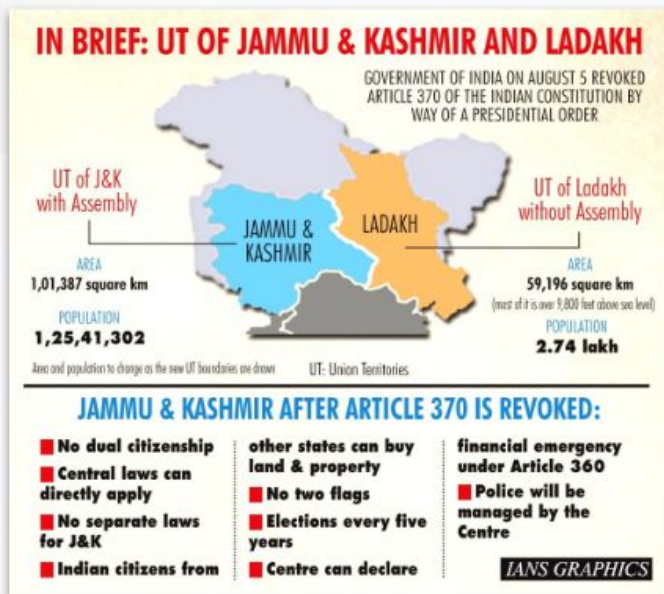 IN BRIEF: UT OF JAMMU & KASHMIR AND LADAKH
GOVERNMENT OF INDIA ON AUGUST 5 REVOKED
ARTICLE 370 OF THE INDIAN CONSTITUTION BY
WAY OF A PRESIDENTIAL ORDER
UT of J&K
with Assembly
AREA
1,01,387 square km
POPULATION
1,25,41,302
Area and population to change as the new UT boundaries are drawn
JAMMU &
KASHMIR
LADAKH
UT of Ladakh
without Assembly
AREA
59,196 square km
(most of it is over 9,800 feet above sea level)
POPULATION
2.74 lakh
UT: Union Territories
JAMMU & KASHMIR AFTER ARTICLE 370 IS REVOKED:
No dual citizenship
Central laws can
directly apply
No separate laws
for J&K
Indian citizens from
other states can buy
land & property
No two flags
Elections every five
years
Centre can declare
financial emergency
under Article 360
Police will be
managed by the
Centre
IANS GRAPHICS